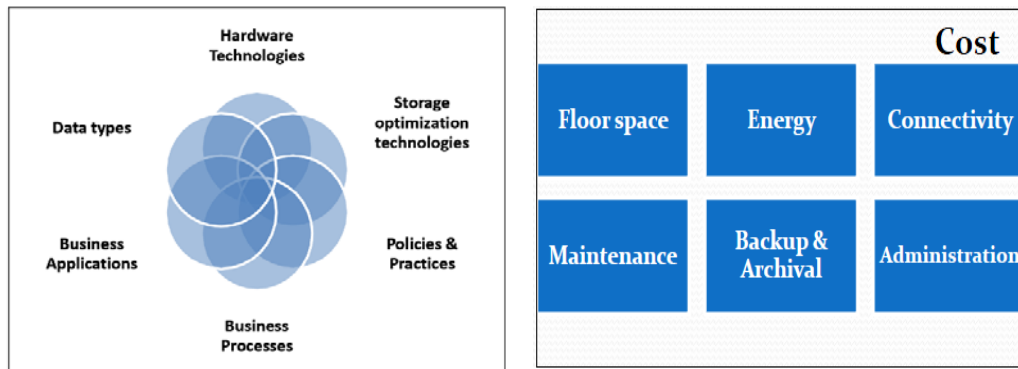 Hardware
Technologies
Storage
optimization
technologies
Data types
Business
Applications
Policies &
Practices
Business
Processes
Cost
Floor space
Energy
Connectivity
Maintenance
Backup &
Archival
Administration